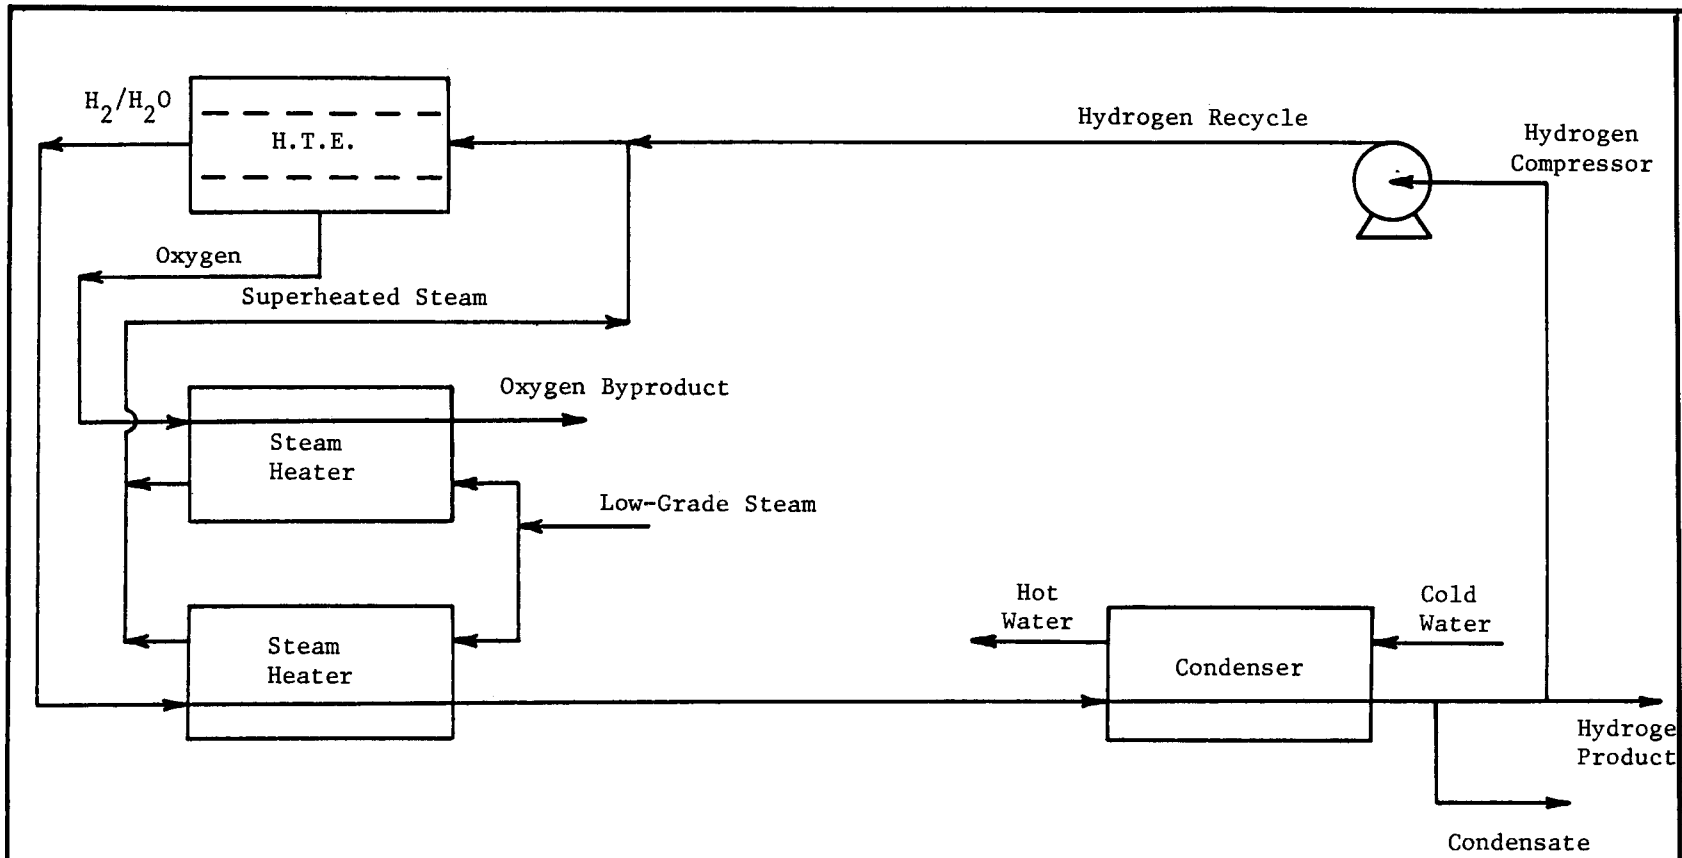 H₂/H₂O
H.T.E.
Hydrogen Recycle
Hydrogen
Compressor
Oxygen
Superheated Steam
Oxygen Byproduct
Steam
Heater
Low-Grade Steam
Hot
Water
Cold
Water
Steam
Heater
Condenser
Hydroge
Product
Condensate